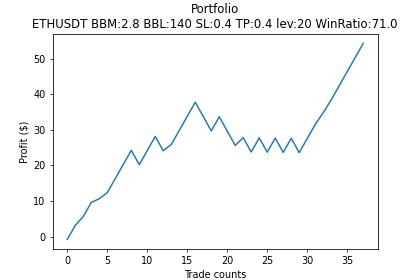 Portfolio
ETHUSDT BBM:2.8 BBL:140 SL:0.4 TP:0.4 lev:20 WinRatio:71.0
Profit ($)
50
40
30
20
10
0
0 5 10 15 20 25 30 35
Trade counts